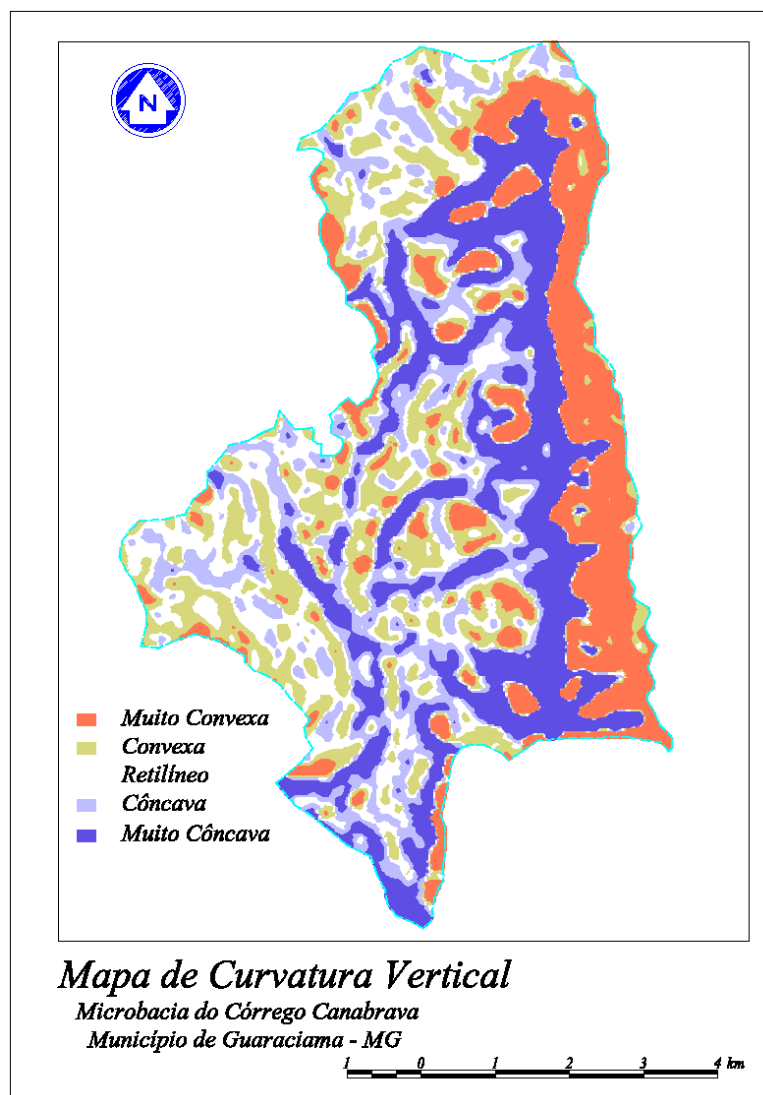 N
Muito Convexa
Convexa
Retilíneo
Côncava
Muito Côncava
Mapa de Curvatura Vertical
Microbacia do Córrego Canabrava
Município de Guaraciama - MG
1 0 1 2 3 4 km